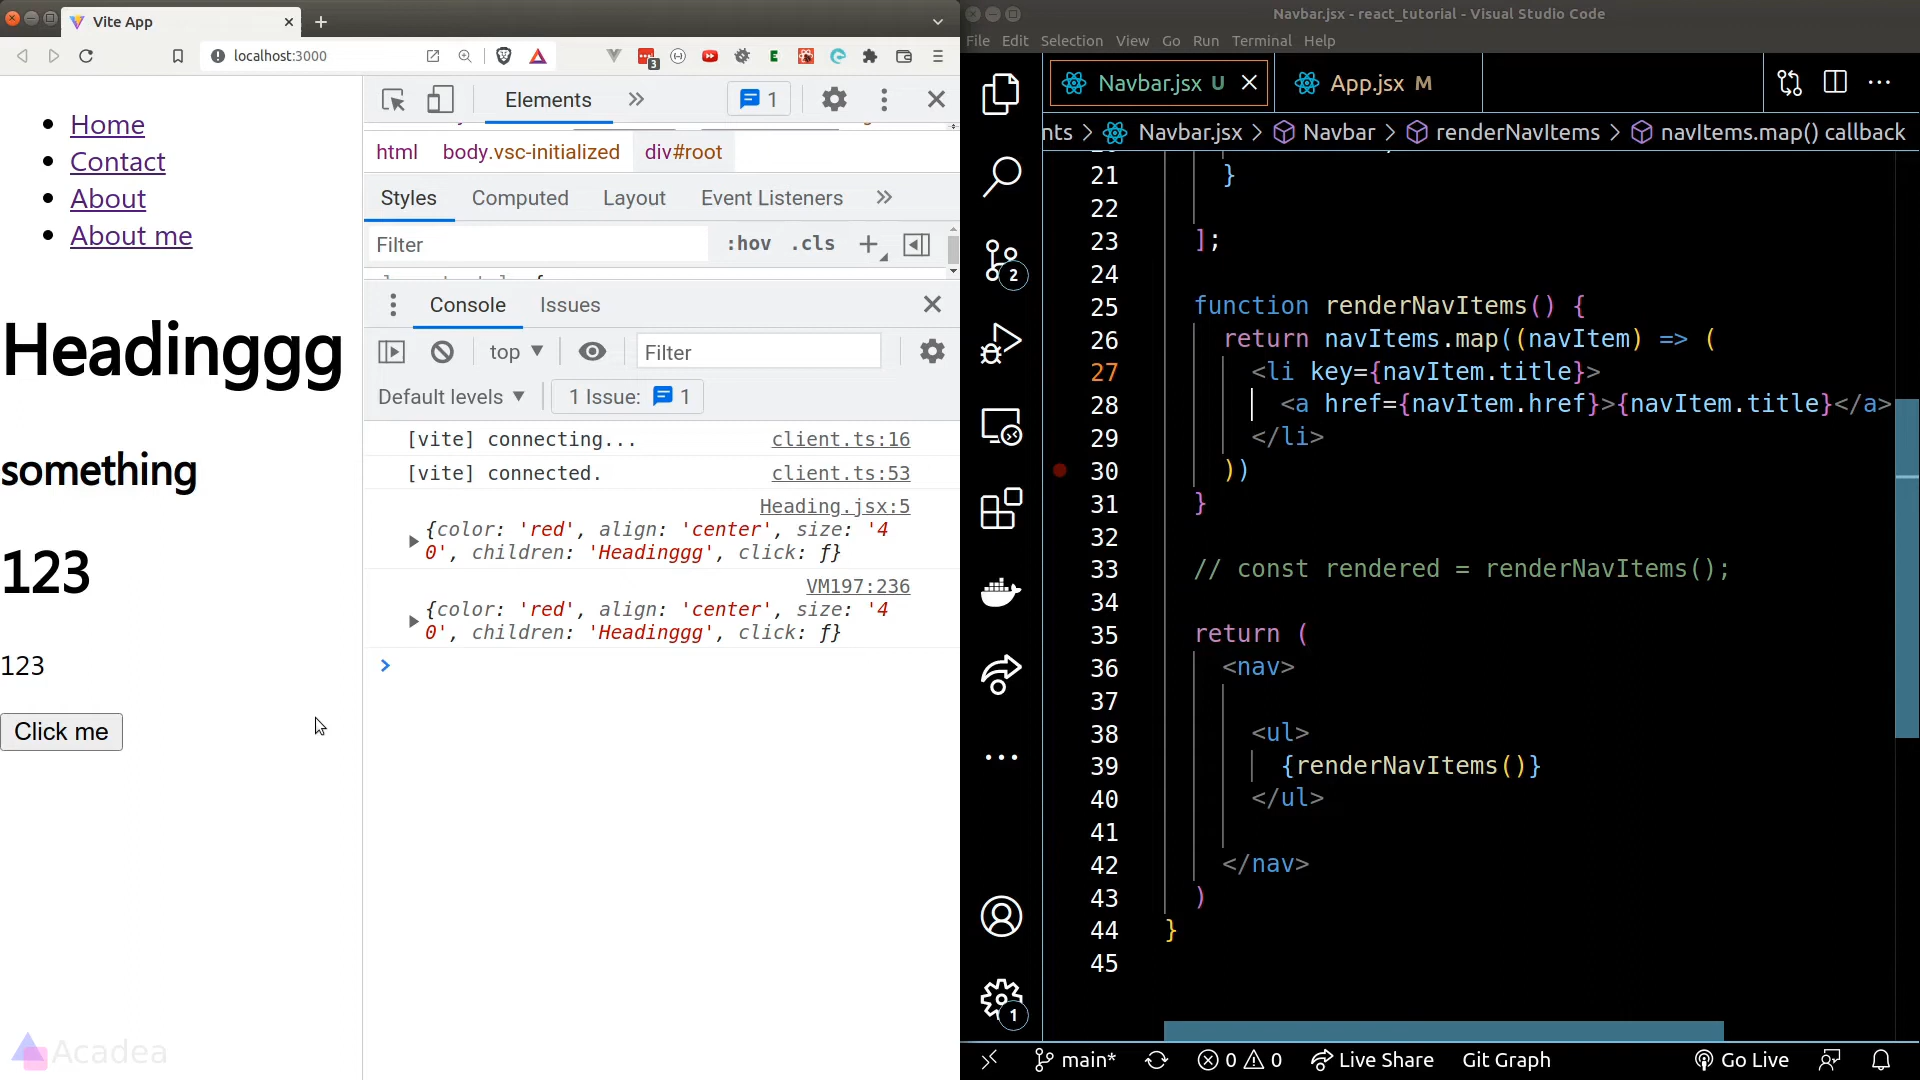 Vite App
localhost:3000
3
Home
Contact
About
About me
Headinggg
something
123
123
Click me
Acadea
Elements
1
html
body.vsc-initialized
div#root
Styles
Computed
Layout
Event Listeners
Filter
:hov
.cls
Console
Issues
top
Filter
Default levels
1 Issue:
1
[vite] connecting...
client.ts:16
[vite] connected.
client.ts:53
Heading.jsx:5
{color: 'red', align: 'center', size: '4
0', children: 'Headinggg', click: ƒ}
VM197:236
{color: 'red', align: 'center', size: '4
0', children: 'Headinggg', click: ƒ}
Navbar.jsx - react_tutorial - Visual Studio Code
File Edit Selection View Go Run Terminal Help
Navbar.jsx U
App.jsx M
nts > Navbar.jsx > Navbar > renderNavItems > navItems.map() callback
2
1
21 }
22
23 ];
24
25 function renderNavItems() {
26 return navItems.map((navItem) => (
27 <li key={navItem.title}>
28 <a href={navItem.href}>{navItem.title}</a>
29 </li>
30 ))
31 }
32
33 // const rendered = renderNavItems();
34
35 return (
36 <nav>
37
38 <ul>
39 {renderNavItems()}
40 </ul>
41
42 </nav>
43 )
44 }
45
main*
0
0
Live Share
Git Graph
Go Live